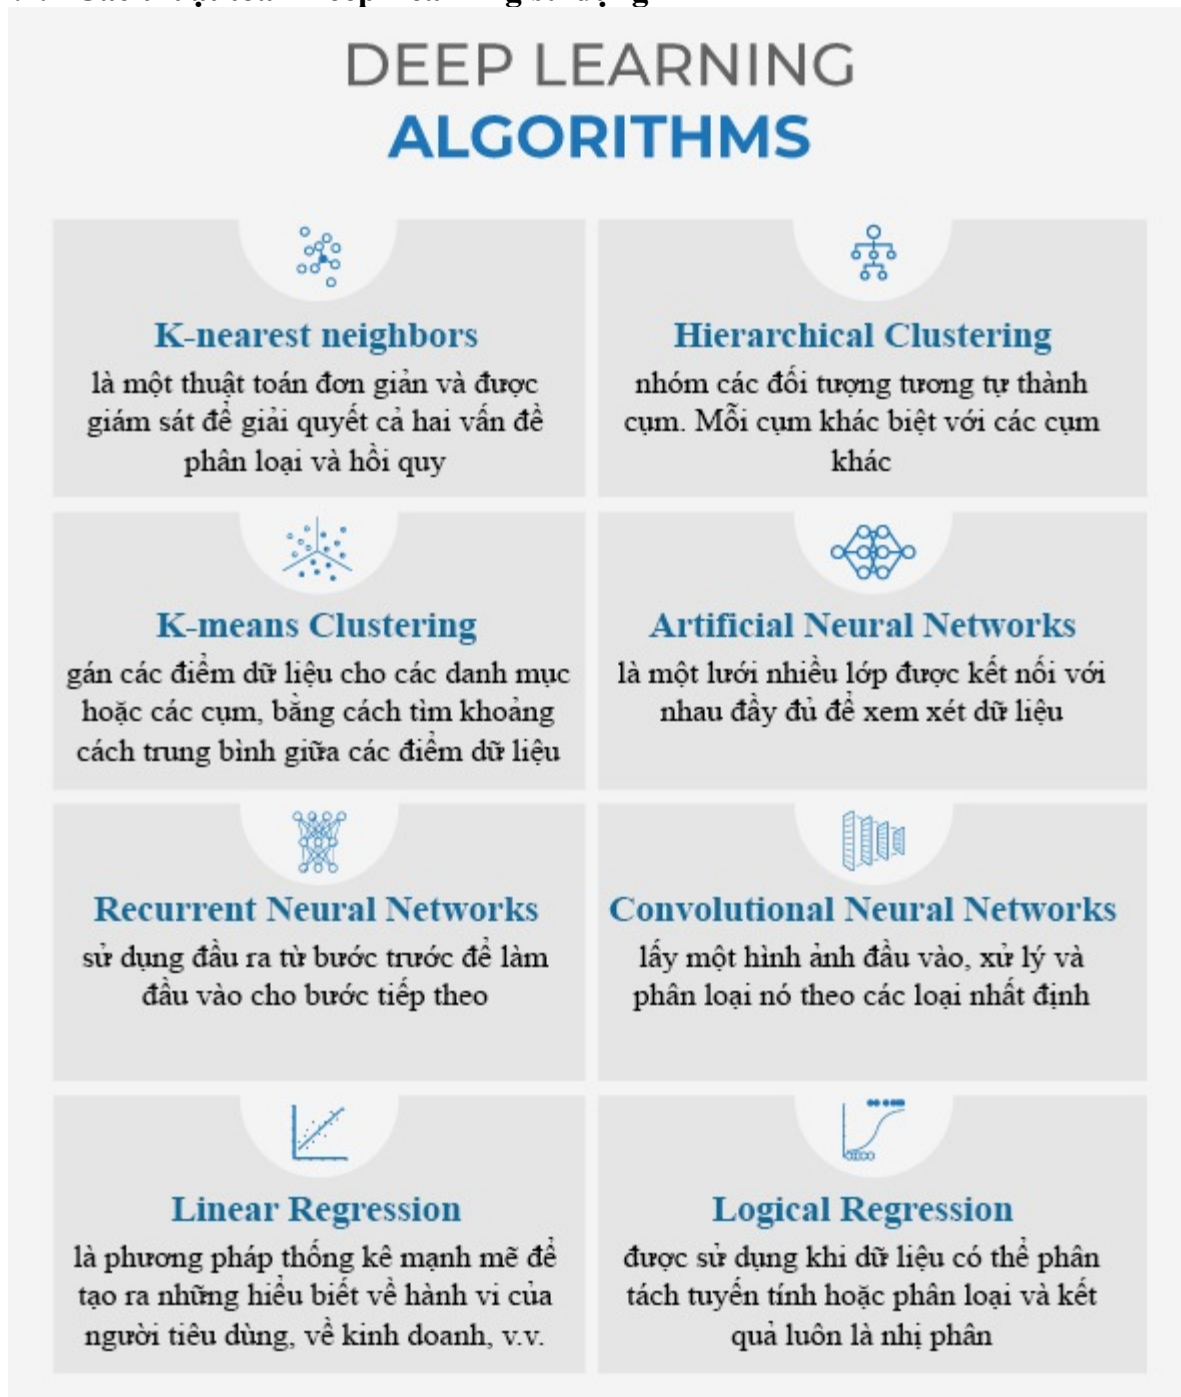 DEEP LEARNING
ALGORITHMS
K-nearest neighbors
là một thuật toán đơn giản và được
giám sát để giải quyết cả hai vấn đề
phân loại và hồi quy
Hierarchical Clustering
nhóm các đối tượng tương tự thành
cụm. Mỗi cụm khác biệt với các cụm
khác
K-means Clustering
gán các điểm dữ liệu cho các danh mục
hoặc các cụm, bằng cách tìm khoảng
cách trung bình giữa các điểm dữ liệu
Artificial Neural Networks
là một lưới nhiều lớp được kết nối với
nhau đầy đủ để xem xét dữ liệu
Recurrent Neural Networks
sử dụng đầu ra từ bước trước để làm
đầu vào cho bước tiếp theo
Convolutional Neural Networks
lấy một hình ảnh đầu vào, xử lý và
phân loại nó theo các loại nhất định
Linear Regression
là phương pháp thống kê mạnh mẽ để
tạo ra những hiểu biết về hành vi của
người tiêu dùng, về kinh doanh, v.v.
Logical Regression
được sử dụng khi dữ liệu có thể phân
tách tuyến tính hoặc phân loại và kết
quả luôn là nhị phân